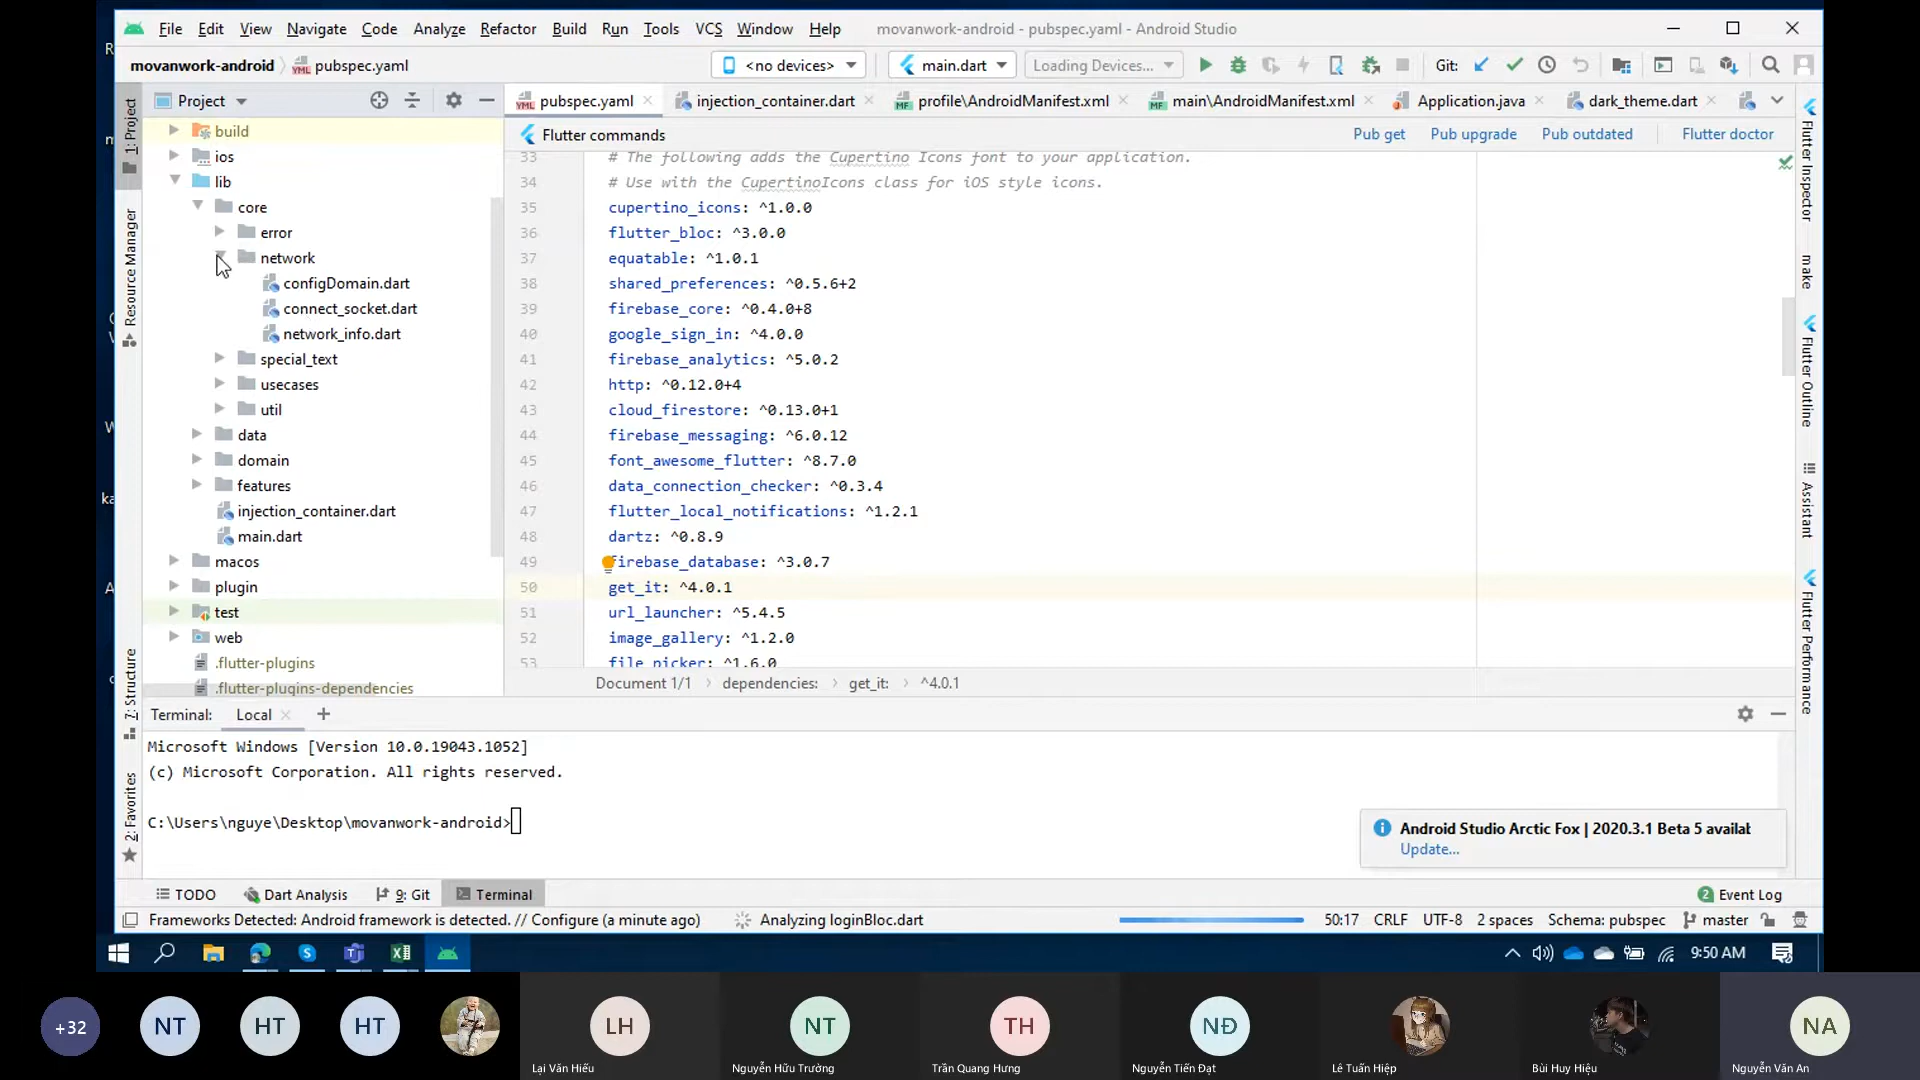 File Edit View Navigate Code Analyze Refactor Build Run Tools VCS Window Help movanwork-android - pubspec.yaml - Android Studio
movanwork-android pubspec.yaml <no devices> main.dart Loading Devices... Git:
Project
pubspec.yaml injection_container.dart profile\AndroidManifest.xml main\AndroidManifest.xml Application.java dark_theme.dart
Flutter commands Pub get Pub upgrade Pub outdated Flutter doctor
1: Project
Resource Manager
7: Structure
2: Favorites
build
ios
lib
core
error
network
configDomain.dart
connect_socket.dart
network_info.dart
special_text
usecases
util
data
domain
features
injection_container.dart
main.dart
macos
plugin
test
web
.flutter-plugins
.flutter-plugins-dependencies
33 # The following adds the Cupertino Icons font to your application.
34 # Use with the CupertinoIcons class for iOS style icons.
35 cupertino_icons: ^1.0.0
36 flutter_bloc: ^3.0.0
37 equatable: ^1.0.1
38 shared_preferences: ^0.5.6+2
39 firebase_core: ^0.4.0+8
40 google_sign_in: ^4.0.0
41 firebase_analytics: ^5.0.2
42 http: ^0.12.0+4
43 cloud_firestore: ^0.13.0+1
44 firebase_messaging: ^6.0.12
45 font_awesome_flutter: ^8.7.0
46 data_connection_checker: ^0.3.4
47 flutter_local_notifications: ^1.2.1
48 dartz: ^0.8.9
49 firebase_database: ^3.0.7
50 get_it: ^4.0.1
51 url_launcher: ^5.4.5
52 image_gallery: ^1.2.0
53 file_picker: ^1.6.0
Document 1/1 dependencies: get_it: ^4.0.1
Flutter Inspector
make
Flutter Outline
Assistant
Flutter Performance
Terminal: Local
Microsoft Windows [Version 10.0.19043.1052]
(c) Microsoft Corporation. All rights reserved.
C:\Users\nguye\Desktop\movanwork-android>
Android Studio Arctic Fox | 2020.3.1 Beta 5 availab
Update...
TODO Dart Analysis 9: Git Terminal 2 Event Log
Frameworks Detected: Android framework is detected. // Configure (a minute ago) Analyzing loginBloc.dart 50:17 CRLF UTF-8 2 spaces Schema: pubspec master
9:50 AM
+32 NT HT HT LH NT TH NĐ NA
Lại Văn Hiếu Nguyễn Hữu Trưởng Trần Quang Hưng Nguyễn Tiến Đạt Lê Tuấn Hiệp Bùi Huy Hiệu Nguyễn Văn An